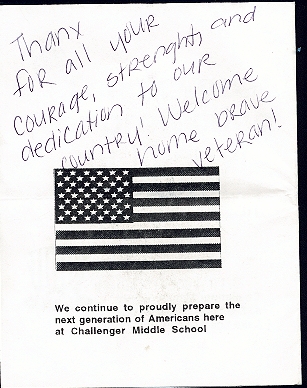 Thanx
for all your
courage, strenght, and
dedication to our
country! Welcome
home brave
veteran!
We continue to proudly prepare the
next generation of Americans here
at Challenger Middle School